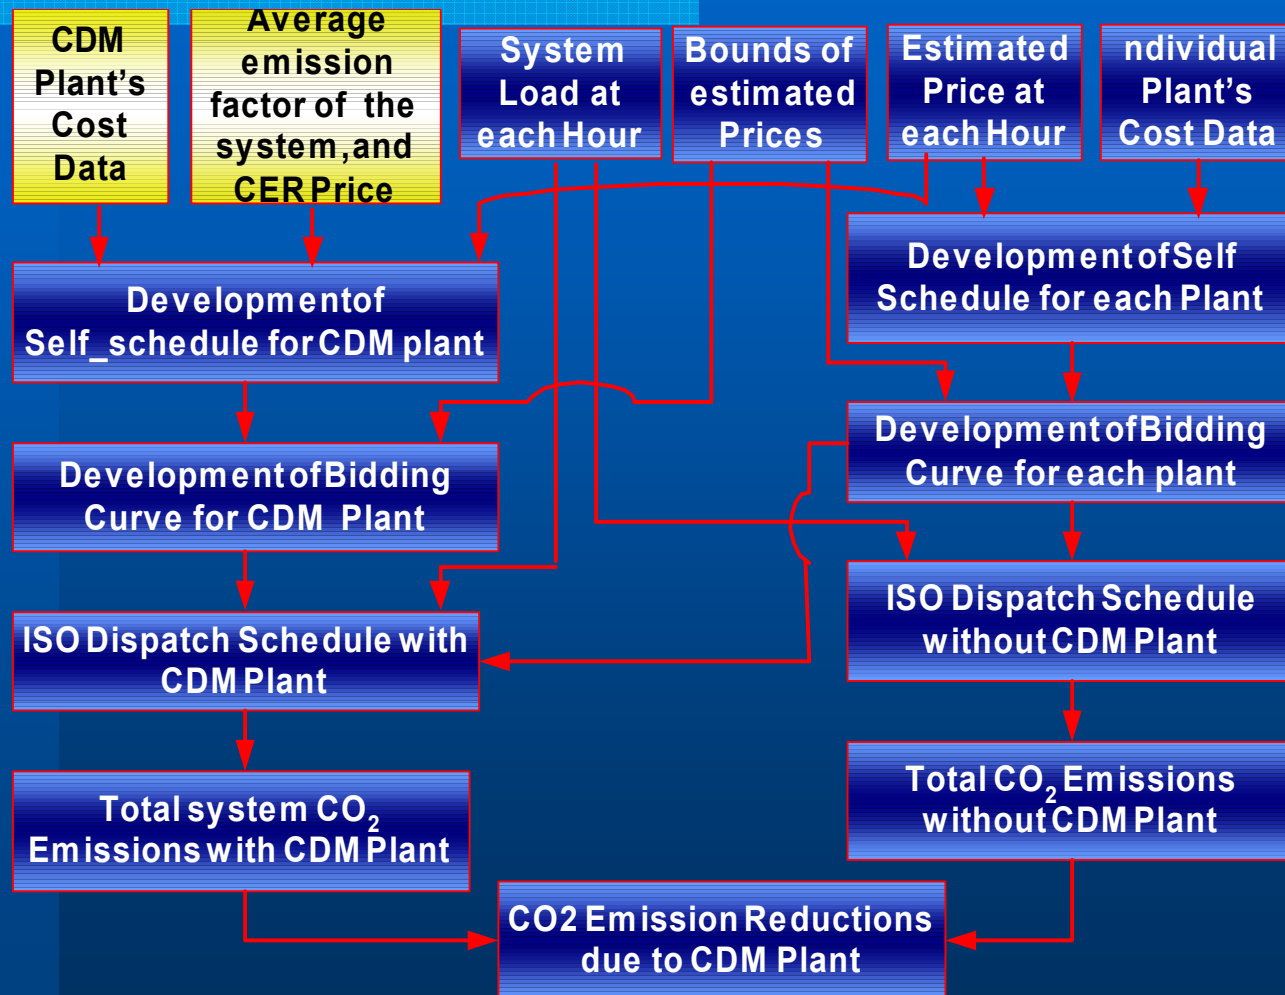 CDM
Plant's
Cost
Data
Average
emission
factor of the
system,and
CER Price
System
Load at
each Hour
Bounds of
estimated
Prices
Estimated
Price at
each Hour
ndividual
Plant's
Cost Data
Development of Self
Schedule for each Plant
Development of
Self_schedule for CDM plant
Development of Bidding
Curve for each plant
Development of Bidding
Curve for CDM Plant
ISO Dispatch Schedule
without CDM Plant
ISO Dispatch Schedule with
CDM Plant
Total CO2 Emissions
without CDM Plant
Total system CO2
Emissions with CDM Plant
CO2 Emission Reductions
due to CDM Plant